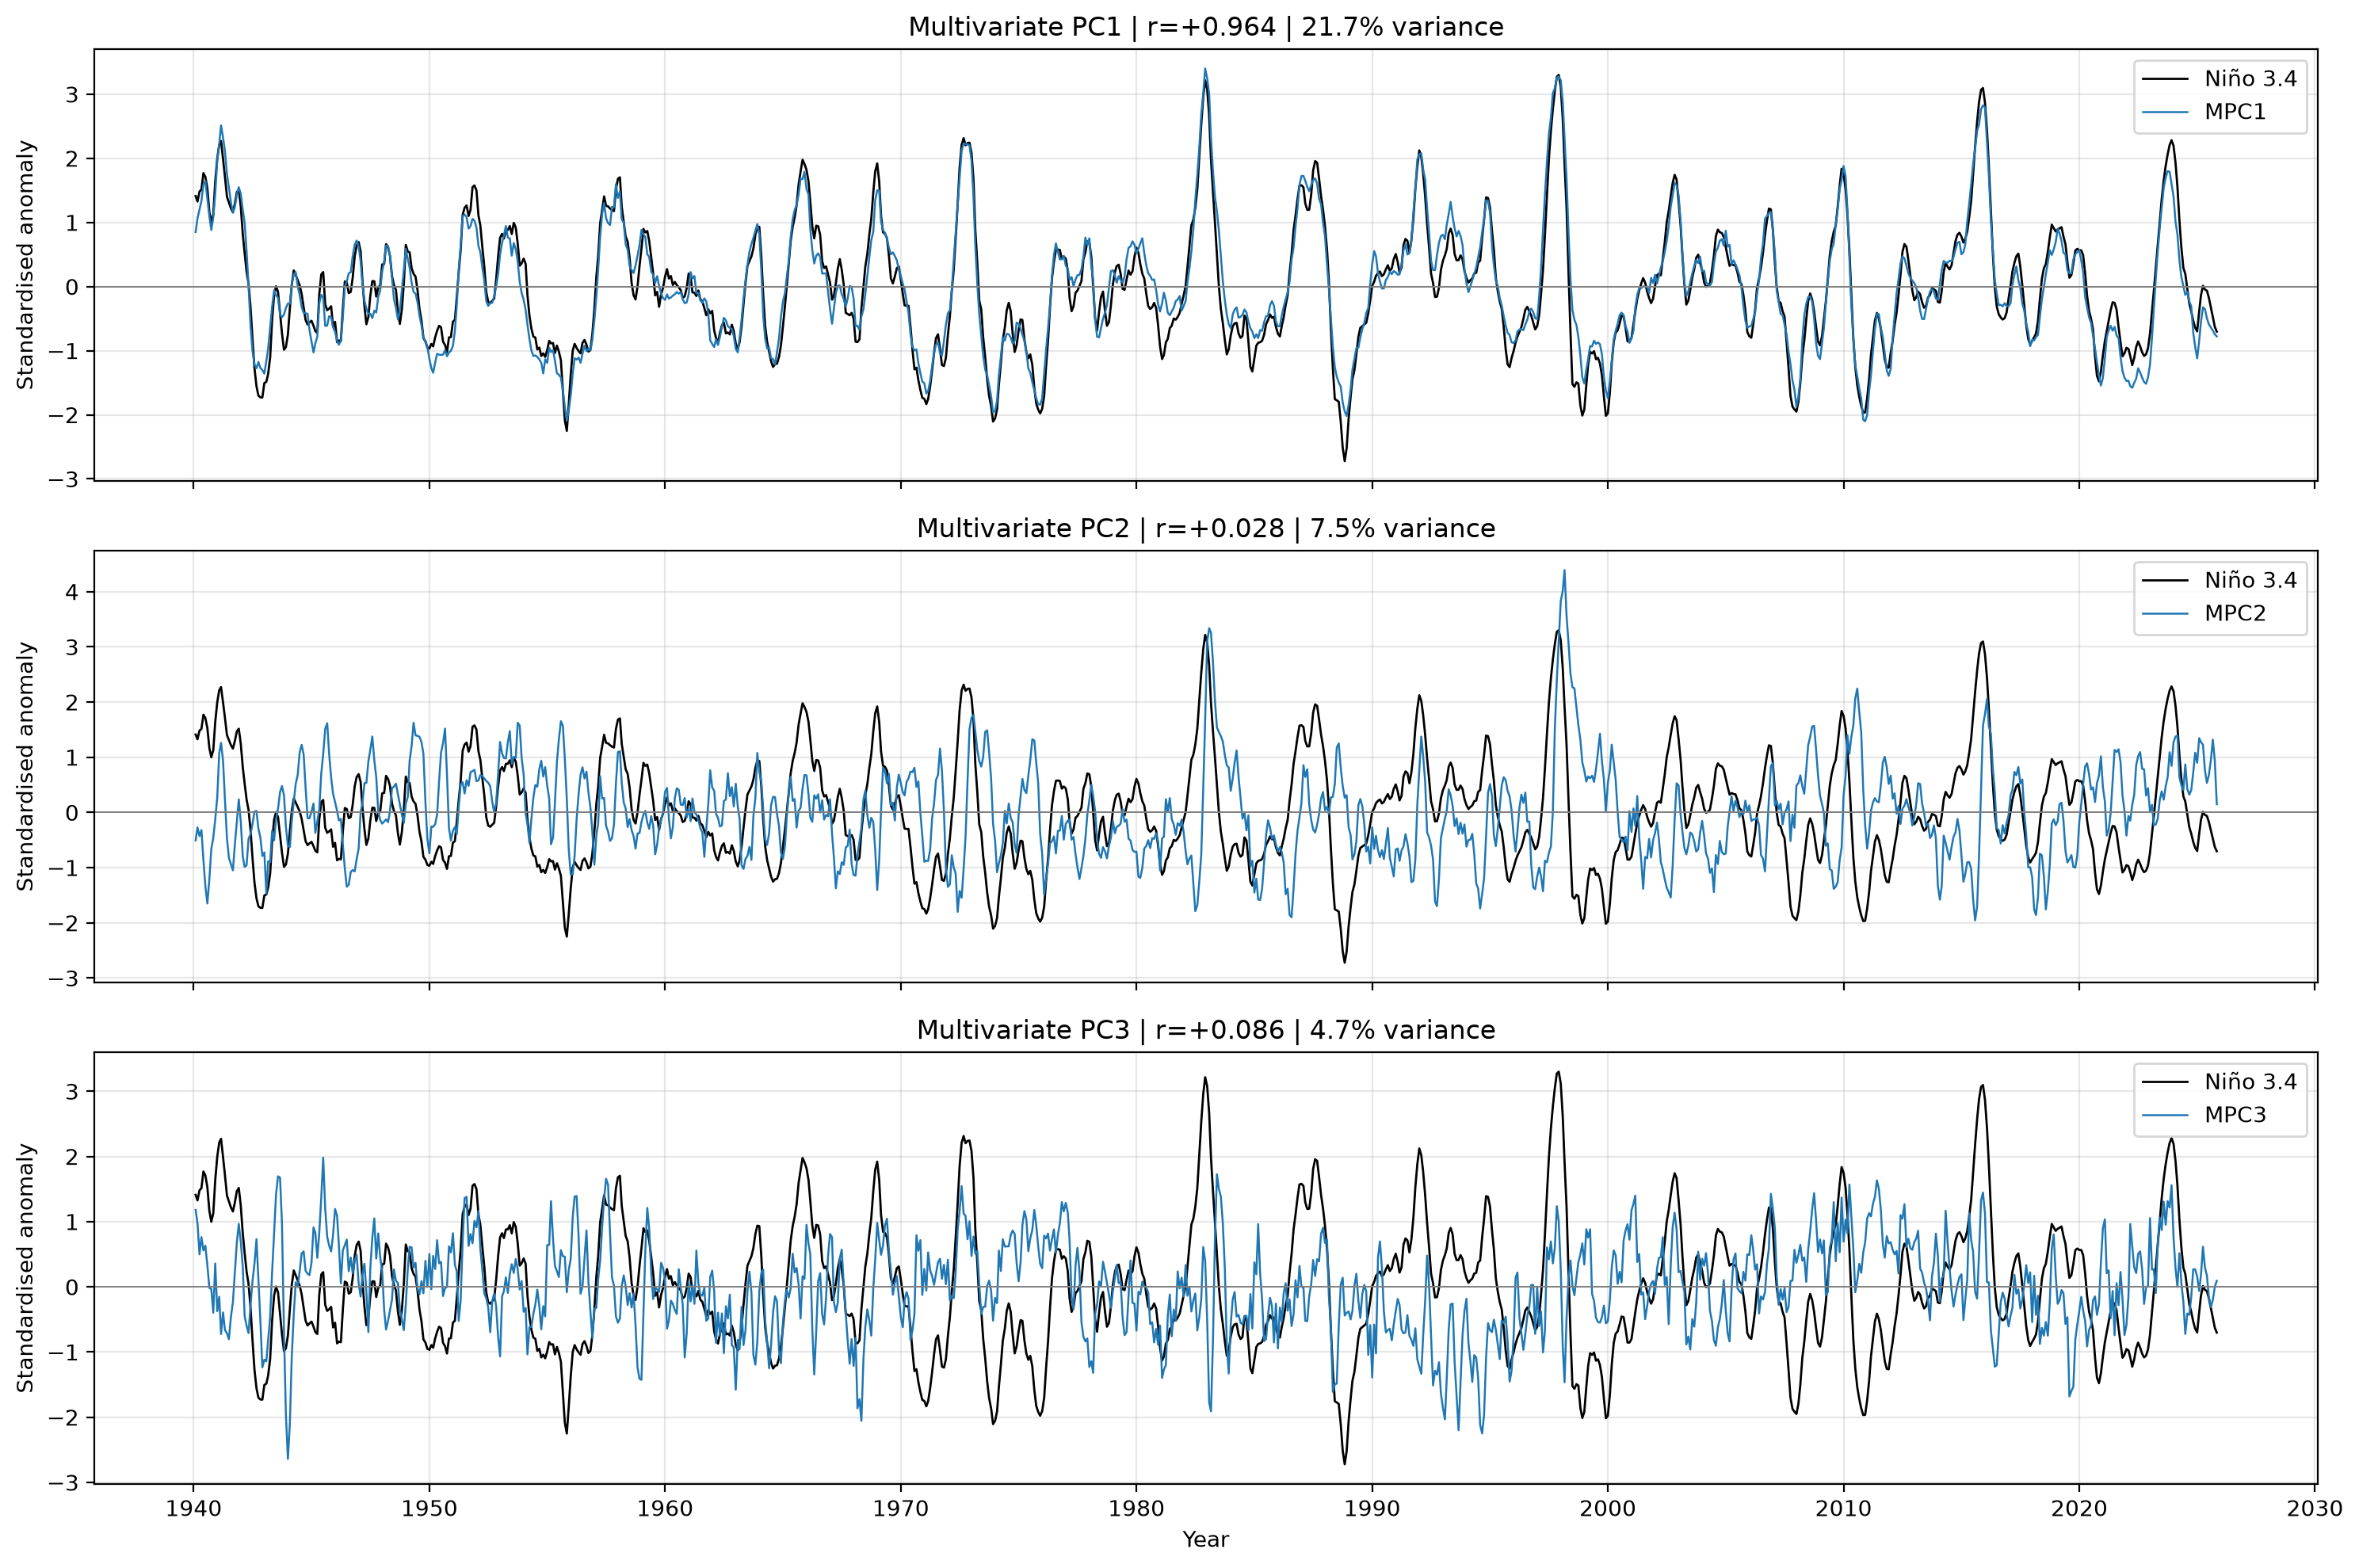 Multivariate PC1 | r=+0.964 | 21.7% variance
Standardised anomaly
3
2
1
0
−1
−2
−3
Niño 3.4
MPC1
Multivariate PC2 | r=+0.028 | 7.5% variance
Standardised anomaly
4
3
2
1
0
−1
−2
−3
Niño 3.4
MPC2
Multivariate PC3 | r=+0.086 | 4.7% variance
Standardised anomaly
3
2
1
0
−1
−2
−3
Niño 3.4
MPC3
1940 1950 1960 1970 1980 1990 2000 2010 2020 2030
Year